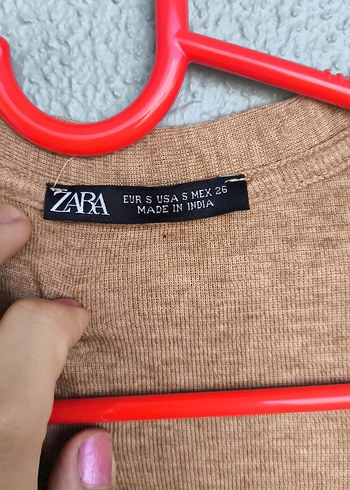 ZARA
EUR S USA S MEX 26
MADE IN INDIA